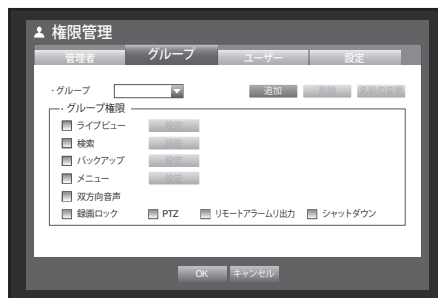 権限管理
管理者 グループ ユーザー 設定
・グループ 追加 削除 名前の変更
・グループ権限
ライブビュー 設定
検索 設定
バックアップ 設定
メニュー 設定
双方向音声
録画ロック PTZ リモートアラームリ出力 シャットダウン
OK キャンセル